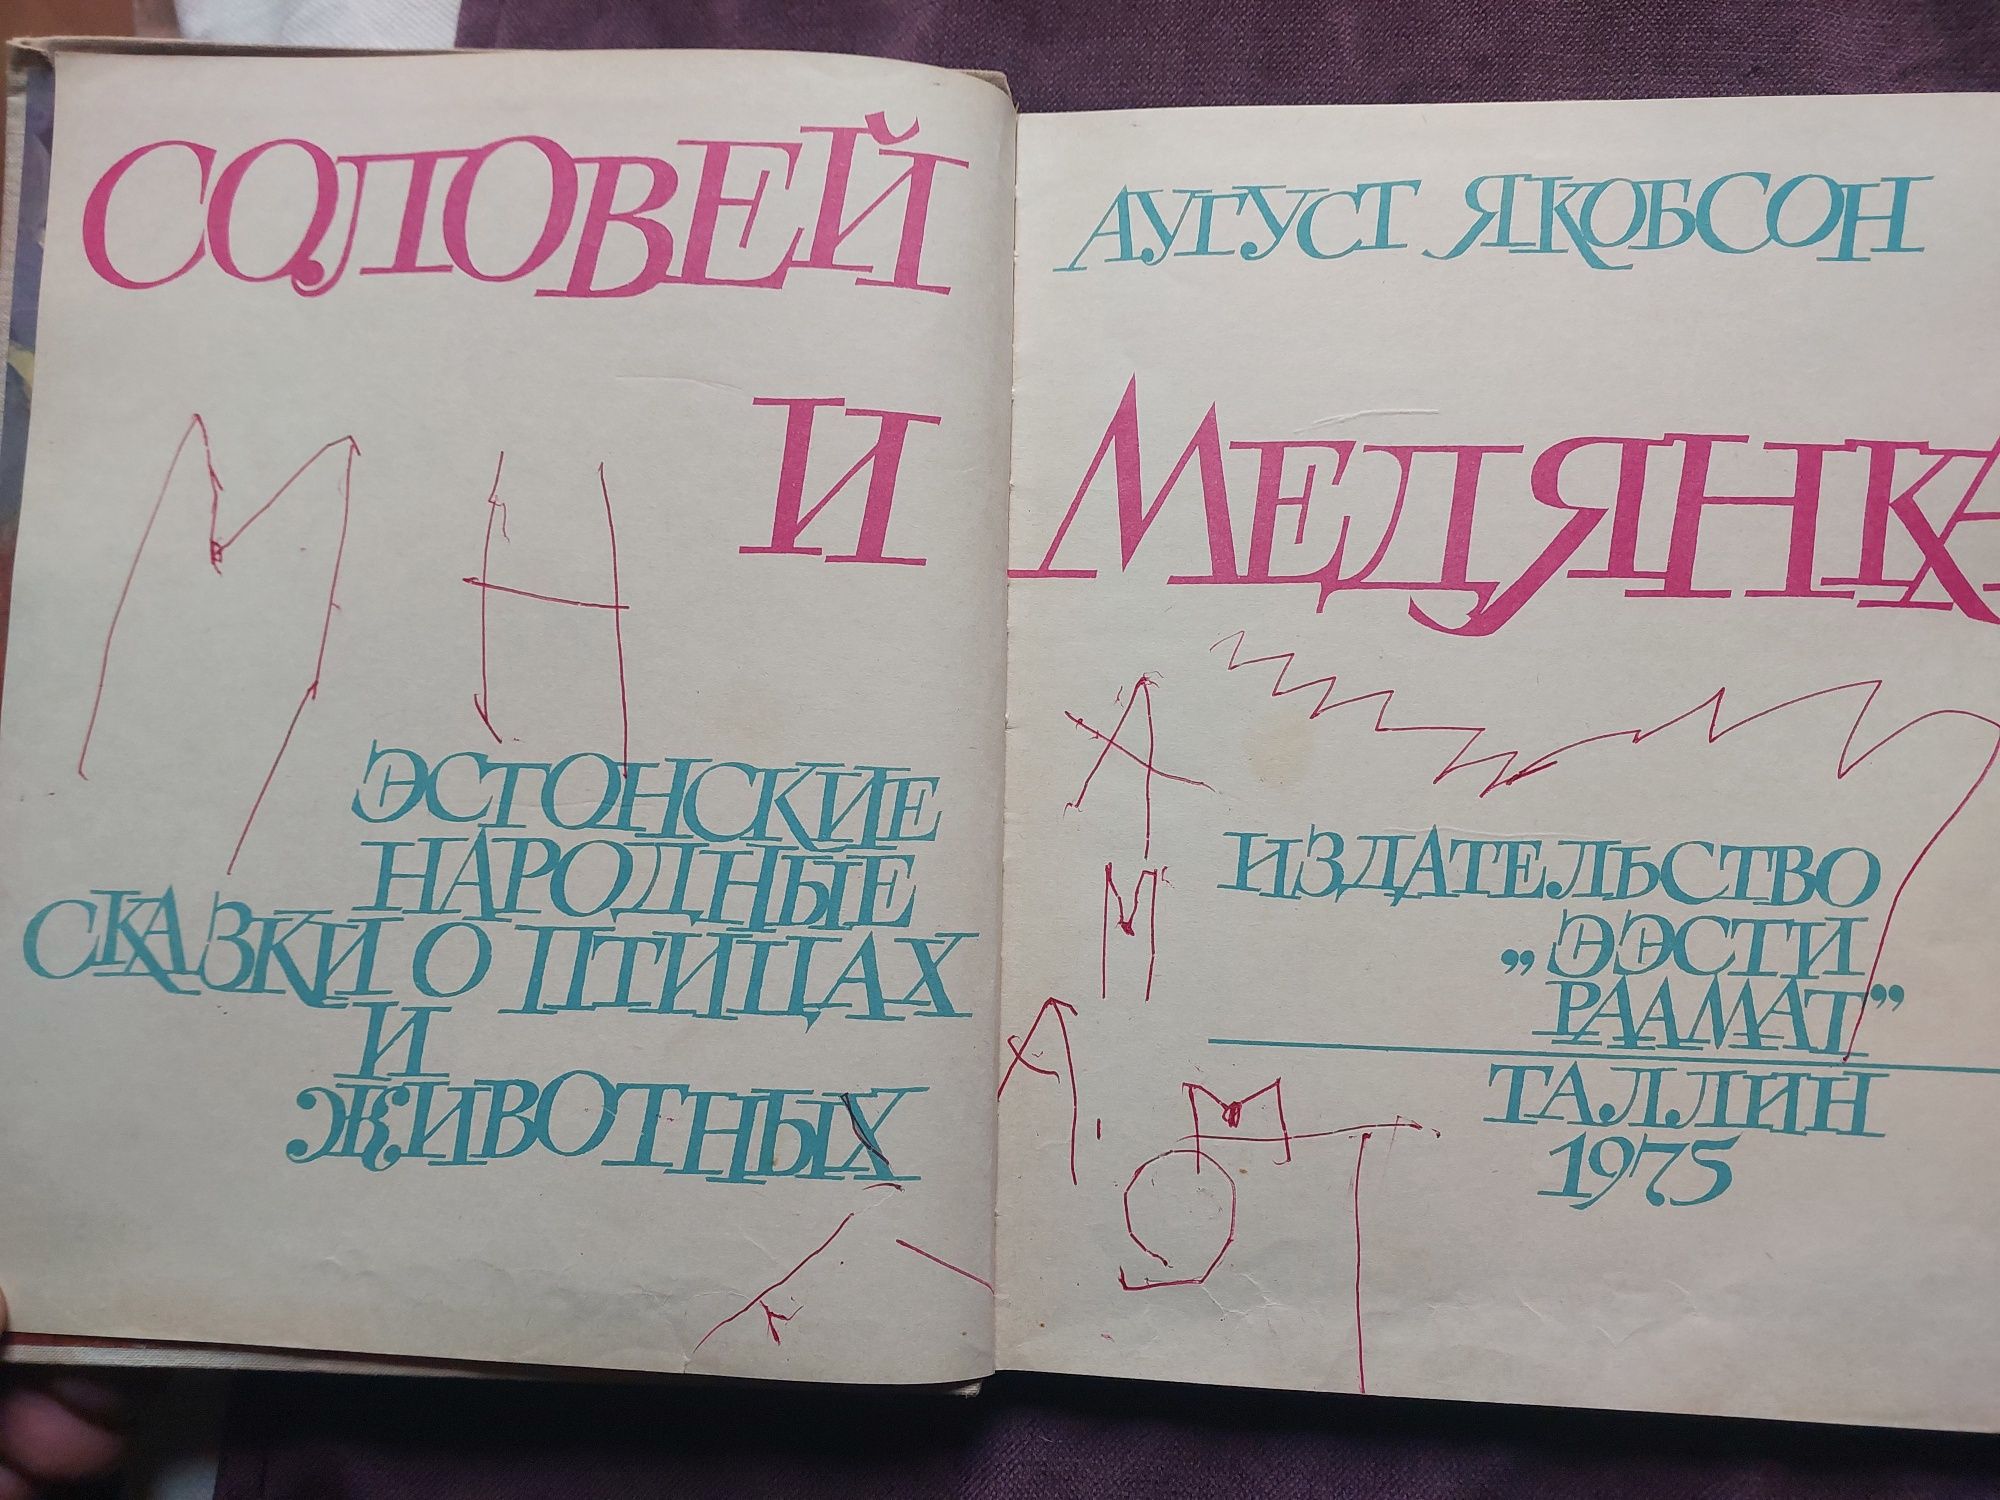 СОЛОВЕЙ
И
ЭСТОНСКИЕ
НАРОДНЫЕ
СКАЗКИ О ПТИЦАХ
И
ЖИВОТНЫХ
М Н
АУГУСТ ЯКОБСОН
МЕДЯНКА
ИЗДАТЕЛЬСТВО
„ЭЭСТИ
РААМАТ”
ТАЛЛИН
1975
А
М
А
М
О Т